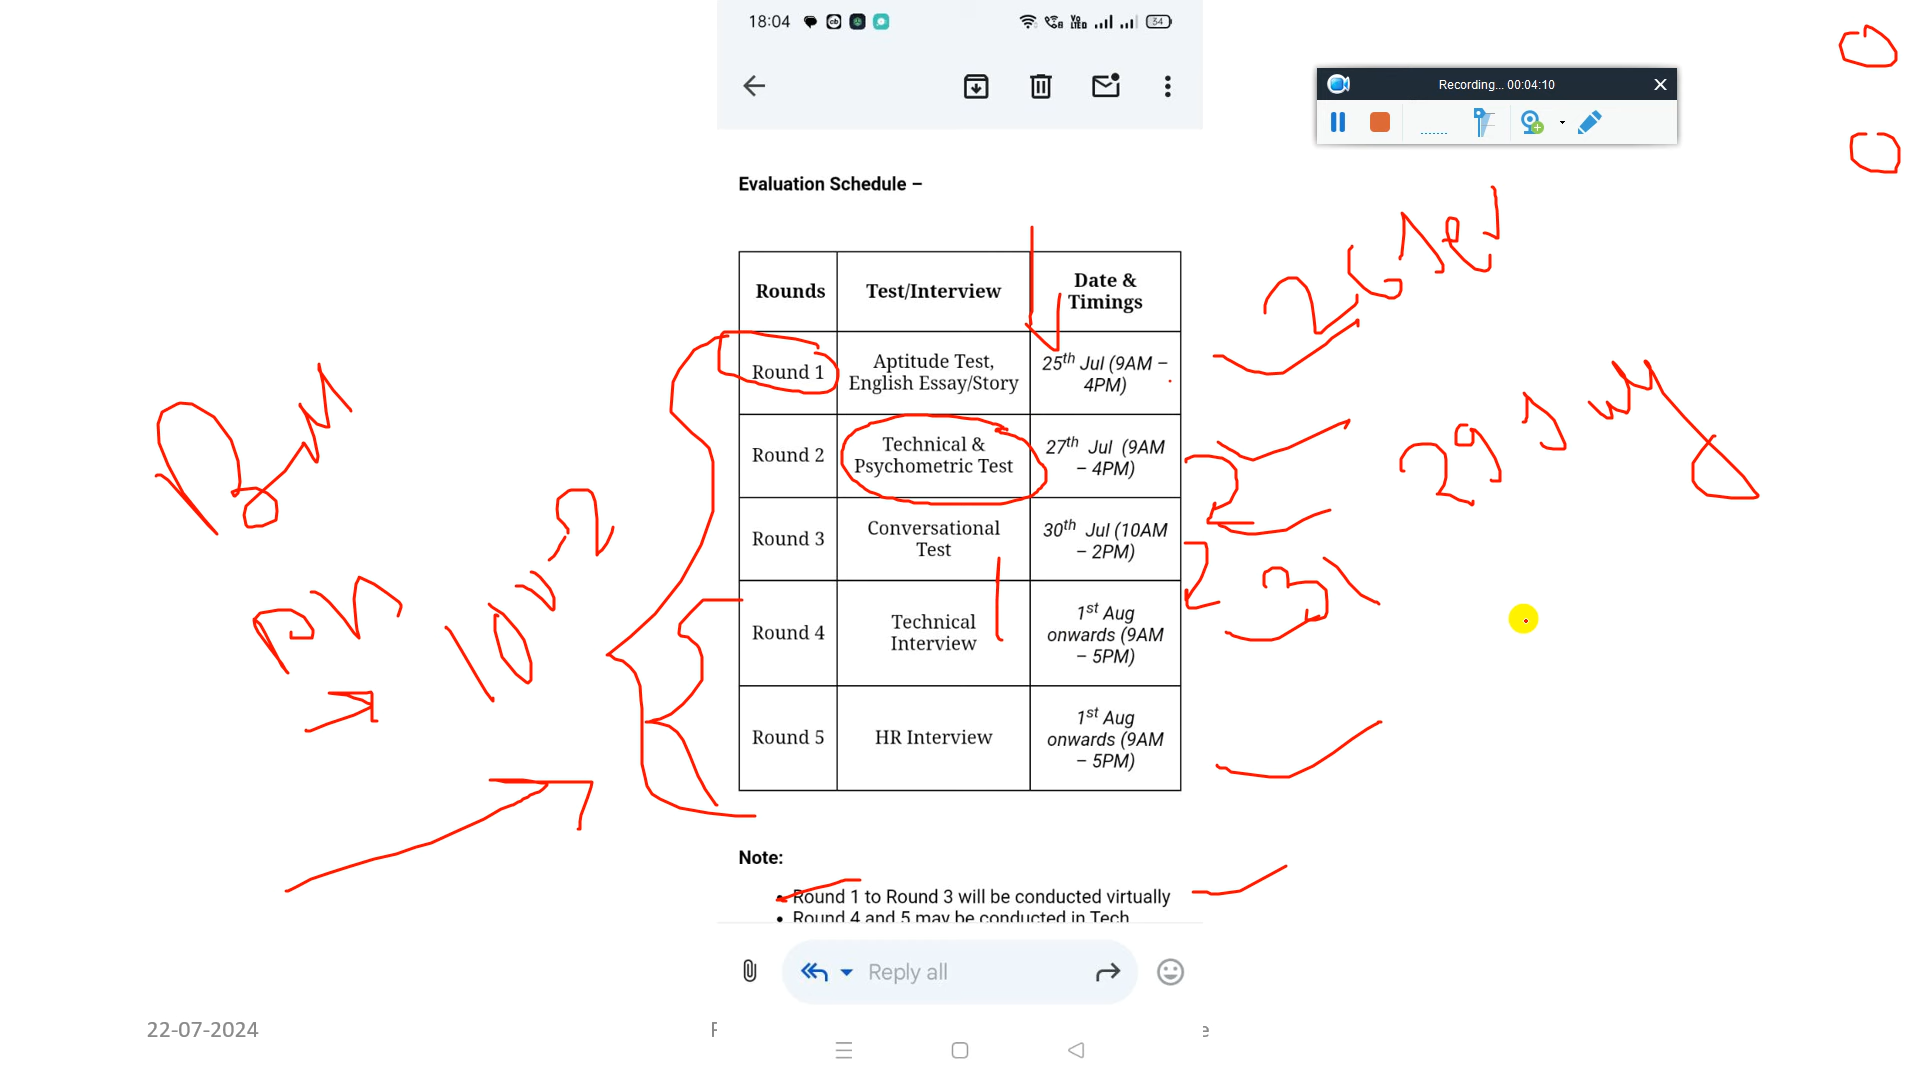 18:04
34
Recording... 00:04:10
Evaluation Schedule –
Rounds Test/Interview Date & Timings
Round 1 Aptitude Test, English Essay/Story 25th Jul (9AM – 4PM)
Round 2 Technical & Psychometric Test 27th Jul (9AM – 4PM)
Round 3 Conversational Test 30th Jul (10AM – 2PM)
Round 4 Technical Interview 1st Aug onwards (9AM – 5PM)
Round 5 HR Interview 1st Aug onwards (9AM – 5PM)
29 July
Note:
• Round 1 to Round 3 will be conducted virtually
• Round 4 and 5 may be conducted in Tech
Reply all
22-07-2024